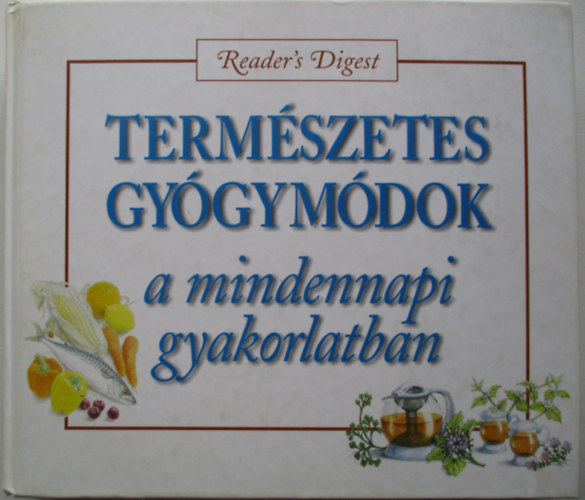 Reader's Digest
TERMÉSZETES
GYÓGYMÓDOK
a mindennapi
gyakorlatban